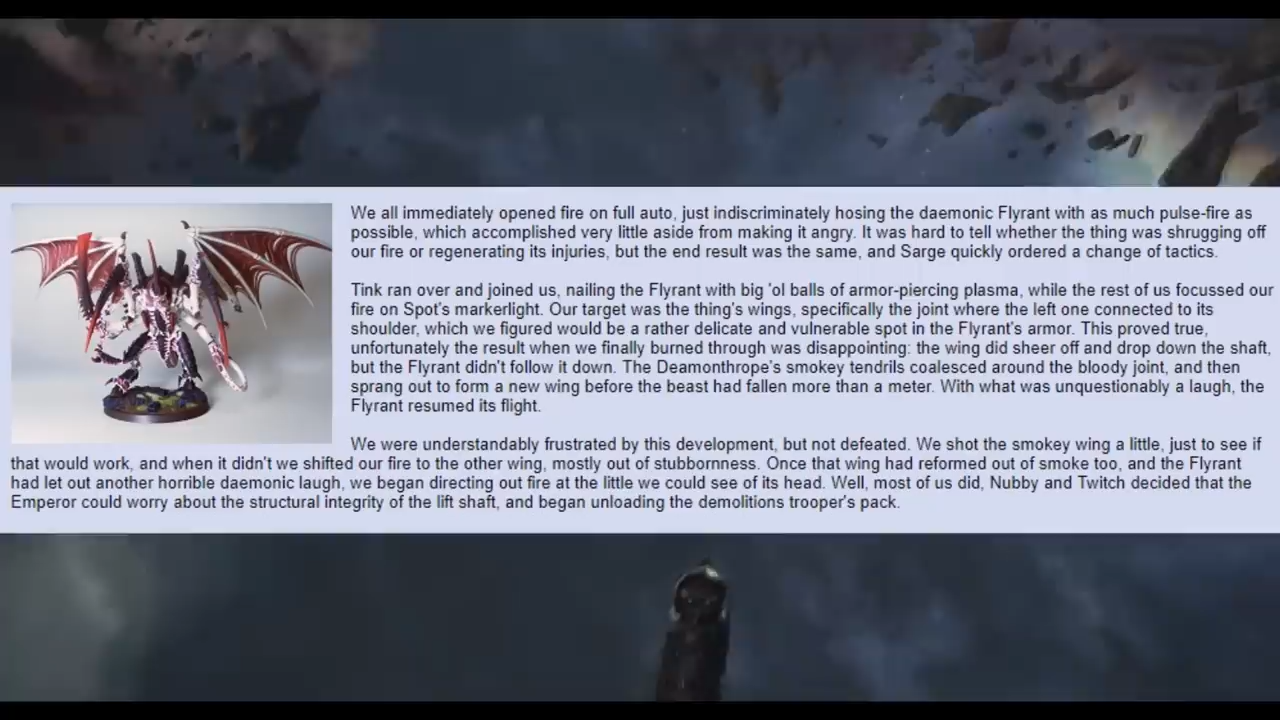 We all immediately opened fire on full auto, just indiscriminately hosing the daemonic Flyrant with as much pulse-fire as
possible, which accomplished very little aside from making it angry. It was hard to tell whether the thing was shrugging off
our fire or regenerating its injuries, but the end result was the same, and Sarge quickly ordered a change of tactics.
Tink ran over and joined us, nailing the Flyrant with big 'ol balls of armor-piercing plasma, while the rest of us focussed our
fire on Spot's markerlight. Our target was the thing's wings, specifically the joint where the left one connected to its
shoulder, which we figured would be a rather delicate and vulnerable spot in the Flyrant's armor. This proved true,
unfortunately the result when we finally burned through was disappointing: the wing did sheer off and drop down the shaft,
but the Flyrant didn't follow it down. The Deamonthrope's smokey tendrils coalesced around the bloody joint, and then
sprang out to form a new wing before the beast had fallen more than a meter. With what was unquestionably a laugh, the
Flyrant resumed its flight.
We were understandably frustrated by this development, but not defeated. We shot the smokey wing a little, just to see if
that would work, and when it didn't we shifted our fire to the other wing, mostly out of stubbornness. Once that wing had reformed out of smoke too, and the Flyrant
had let out another horrible daemonic laugh, we began directing out fire at the little we could see of its head. Well, most of us did, Nubby and Twitch decided that the
Emperor could worry about the structural integrity of the lift shaft, and began unloading the demolitions trooper's pack.